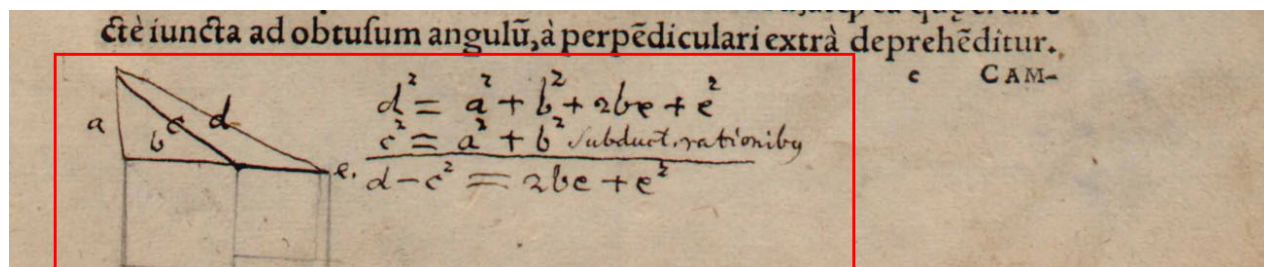 ctè iuncta ad obtusum angulũ, à perpẽdiculari extrà deprehẽditur.
c CAM-
a b c d e.
d² = a² + b² + 2be + e²
c² = a² + b² subduct. rationibꝰ
d - c² = 2be + e²